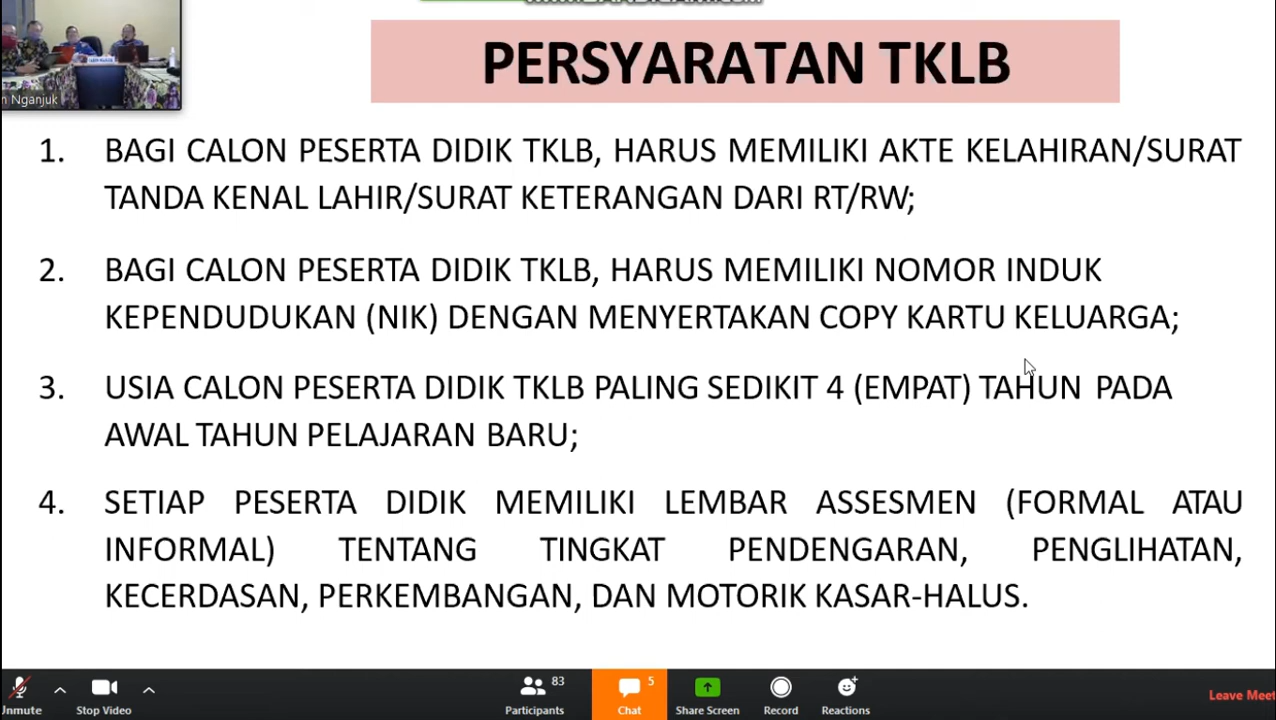 PERSYARATAN TKLB
n Nganjuk
1. BAGI CALON PESERTA DIDIK TKLB, HARUS MEMILIKI AKTE KELAHIRAN/SURAT
TANDA KENAL LAHIR/SURAT KETERANGAN DARI RT/RW;
2. BAGI CALON PESERTA DIDIK TKLB, HARUS MEMILIKI NOMOR INDUK
KEPENDUDUKAN (NIK) DENGAN MENYERTAKAN COPY KARTU KELUARGA;
3. USIA CALON PESERTA DIDIK TKLB PALING SEDIKIT 4 (EMPAT) TAHUN PADA
AWAL TAHUN PELAJARAN BARU;
4. SETIAP PESERTA DIDIK MEMILIKI LEMBAR ASSESMEN (FORMAL ATAU
INFORMAL) TENTANG TINGKAT PENDENGARAN, PENGLIHATAN,
KECERDASAN, PERKEMBANGAN, DAN MOTORIK KASAR-HALUS.
83
5
Unmute
Stop Video
Participants
Chat
Share Screen
Record
Reactions
Leave Meet